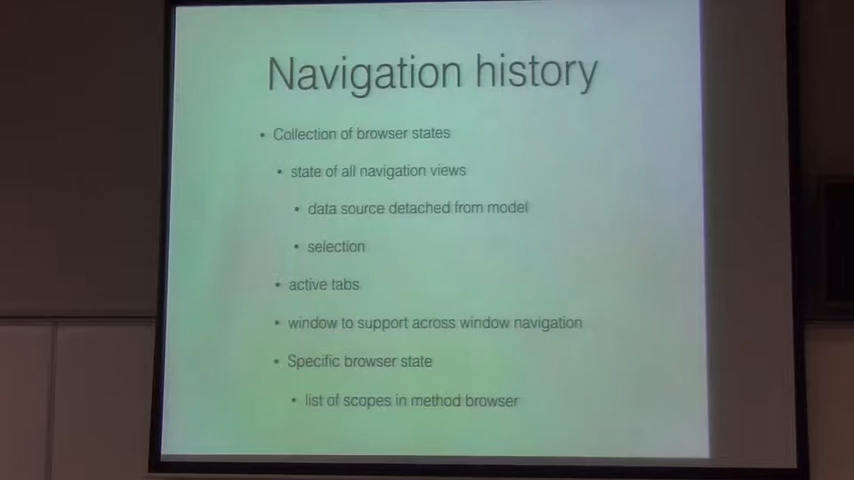 Navigation history
• Collection of browser states
• state of all navigation views
• data source detached from model
• selection
• active tabs
• window to support across window navigation
• Specific browser state
• list of scopes in method browser